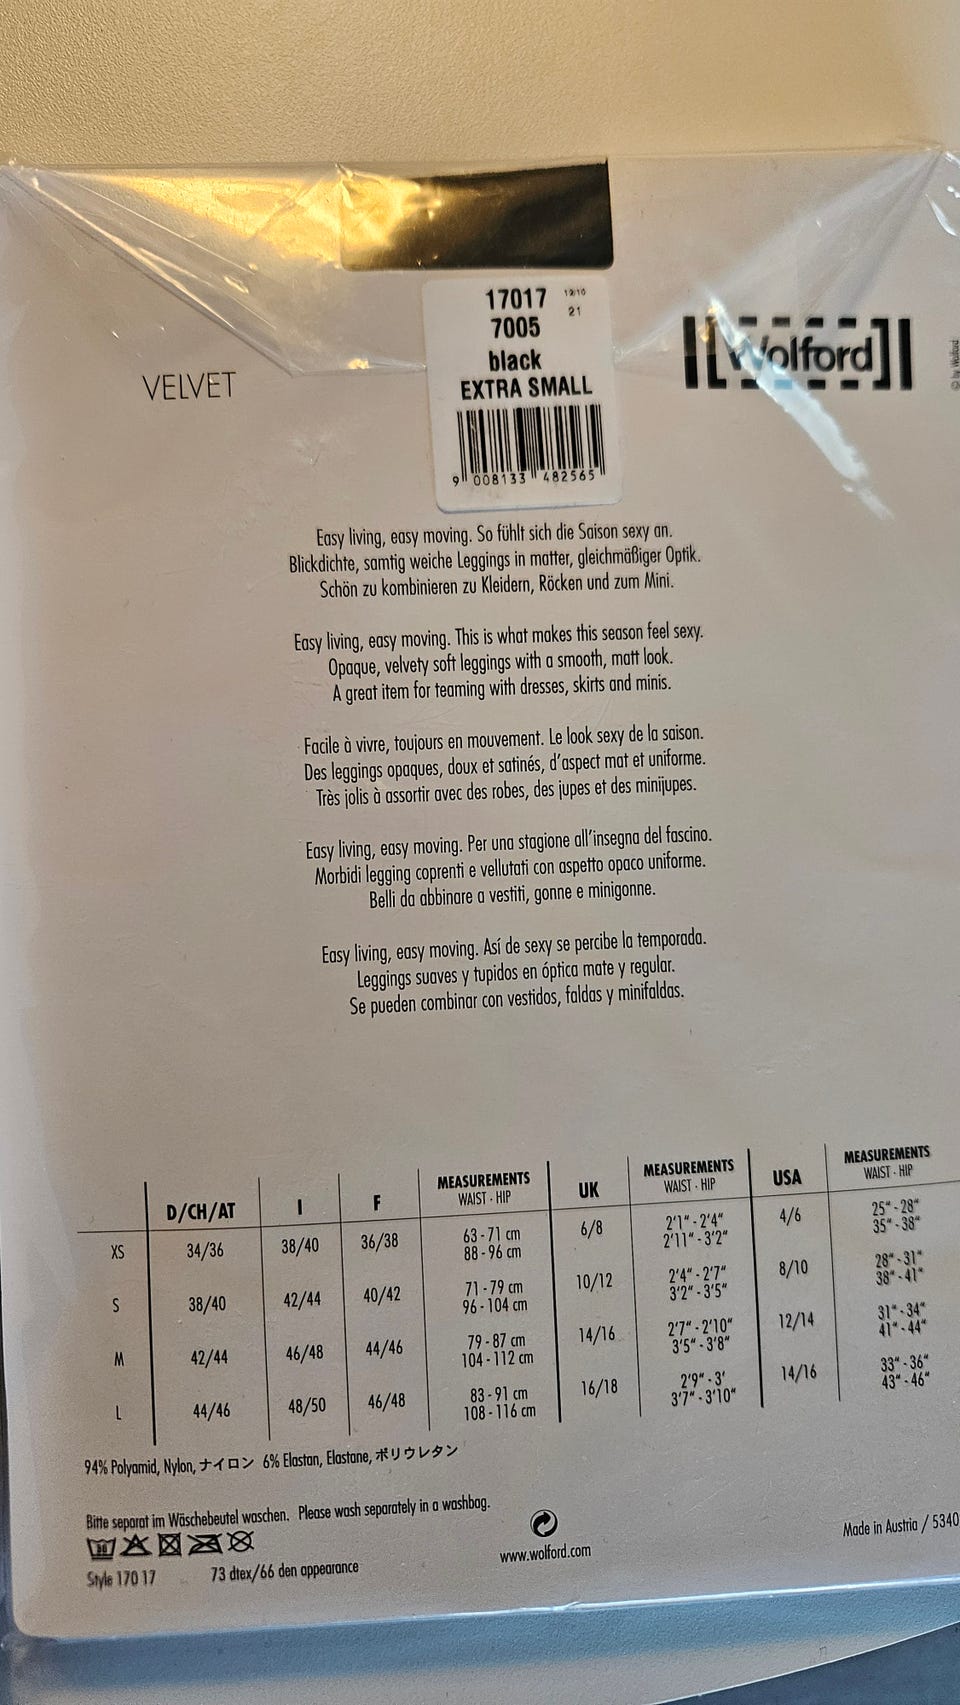 17017 12/10
7005 21
black
EXTRA SMALL
9 008133 482565
VELVET
Wolford
© by Wolford
Easy living, easy moving. So fühlt sich die Saison sexy an.
Blickdichte, samtig weiche Leggings in matter, gleichmäßiger Optik.
Schön zu kombinieren zu Kleidern, Röcken und zum Mini.
Easy living, easy moving. This is what makes this season feel sexy.
Opaque, velvety soft leggings with a smooth, matt look.
A great item for teaming with dresses, skirts and minis.
Facile à vivre, toujours en mouvement. Le look sexy de la saison.
Des leggings opaques, doux et satinés, d'aspect mat et uniforme.
Très jolis à assortir avec des robes, des jupes et des minijupes.
Easy living, easy moving. Per una stagione all'insegna del fascino.
Morbidi legging coprenti e vellutati con aspetto opaco uniforme.
Belli da abbinare a vestiti, gonne e minigonne.
Easy living, easy moving. Así de sexy se percibe la temporada.
Leggings suaves y tupidos en óptica mate y regular.
Se pueden combinar con vestidos, faldas y minifaldas.
D/CH/AT I F MEASUREMENTS UK MEASUREMENTS USA MEASUREMENTS
WAIST - HIP WAIST - HIP WAIST - HIP
XS 34/36 38/40 36/38 63 - 71 cm 6/8 2'1" - 2'4" 4/6 25" - 28"
88 - 96 cm 2'11" - 3'2" 35" - 38"
S 38/40 42/44 40/42 71 - 79 cm 10/12 2'4" - 2'7" 8/10 28" - 31"
96 - 104 cm 3'2" - 3'5" 38" - 41"
M 42/44 46/48 44/46 79 - 87 cm 14/16 2'7" - 2'10" 12/14 31" - 34"
104 - 112 cm 3'5" - 3'8" 41" - 44"
L 44/46 48/50 46/48 83 - 91 cm 16/18 2'9" - 3' 14/16 33" - 36"
108 - 116 cm 3'7" - 3'10" 43" - 46"
94% Polyamid, Nylon, ナイロン 6% Elastan, Elastane, ポリウレタン
Bitte separat im Wäschebeutel waschen. Please wash separately in a washbag.
30
Style 170 17 73 dtex/66 den appearance
www.wolford.com
Made in Austria / 5340